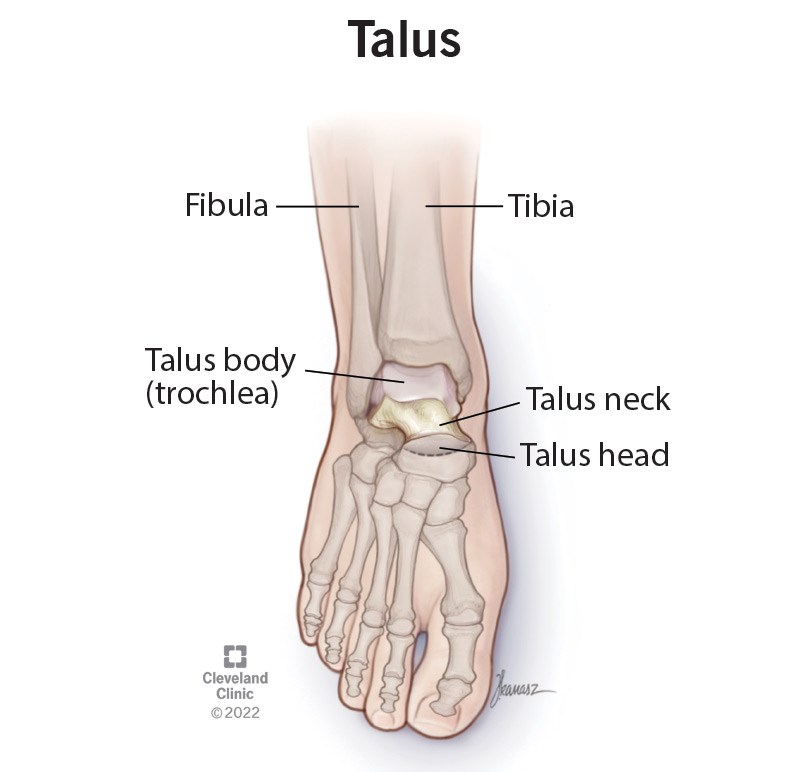 Talus
Fibula
Tibia
Talus body
(trochlea)
Talus neck
Talus head
Cleveland
Clinic
©2022